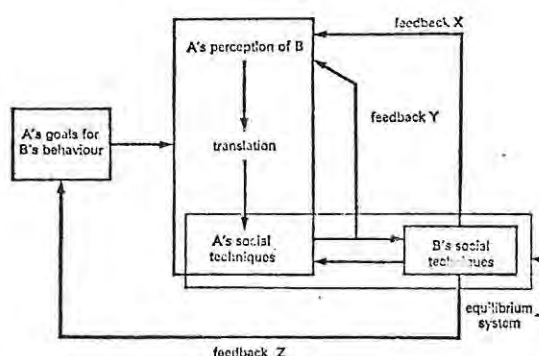 feedback X
A's perception of B
feedback Y
A's goals for
B's behaviour
translation
A's social
techniques
B's social
techniques
equilibrium
system
feedback Z